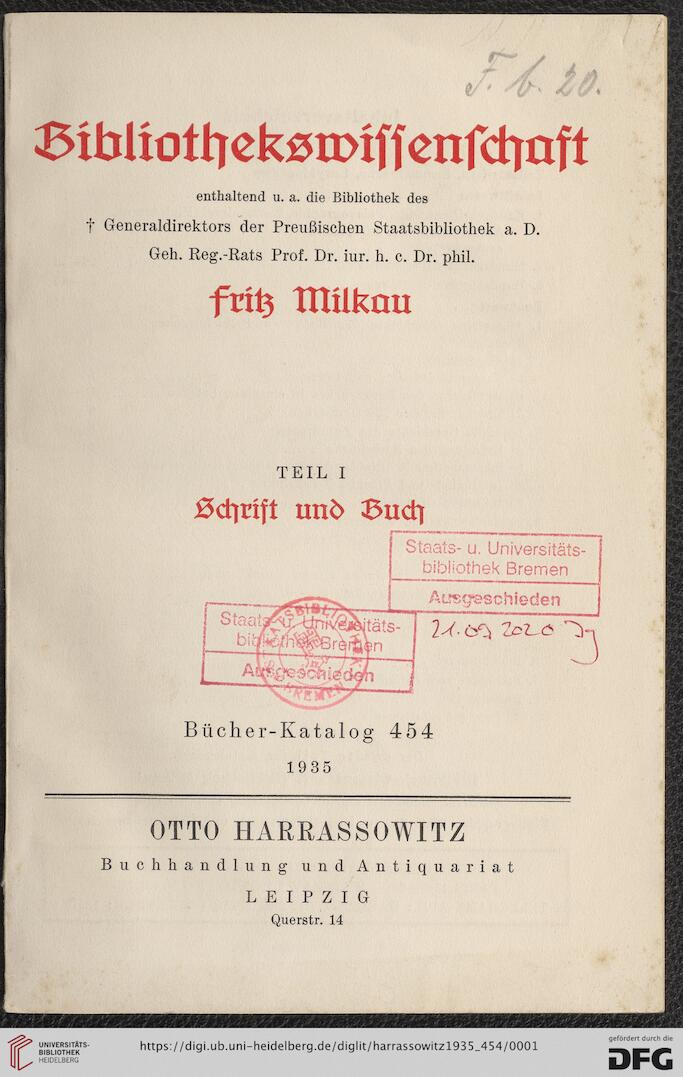 F. b. 20.
Bibliothekswissenschaft
enthaltend u. a. die Bibliothek des
† Generaldirektors der Preußischen Staatsbibliothek a. D.
Geh. Reg.-Rats Prof. Dr. iur. h. c. Dr. phil.
Fritz Milkau
TEIL I
Schrift und Buch
Staats- u. Universitäts-
bibliothek Bremen
Ausgeschieden
21.09.2020
Staats- u. Universitäts-
bibliothek Bremen
Ausgeschieden
STAATSBIBLIOTHEK
BREMEN
Bücher-Katalog 454
1935
OTTO HARRASSOWITZ
Buchhandlung und Antiquariat
LEIPZIG
Querstr. 14
UNIVERSITÄTS-
BIBLIOTHEK
HEIDELBERG
https://digi.ub.uni-heidelberg.de/diglit/harrassowitz1935_454/0001
gefördert durch die
DFG